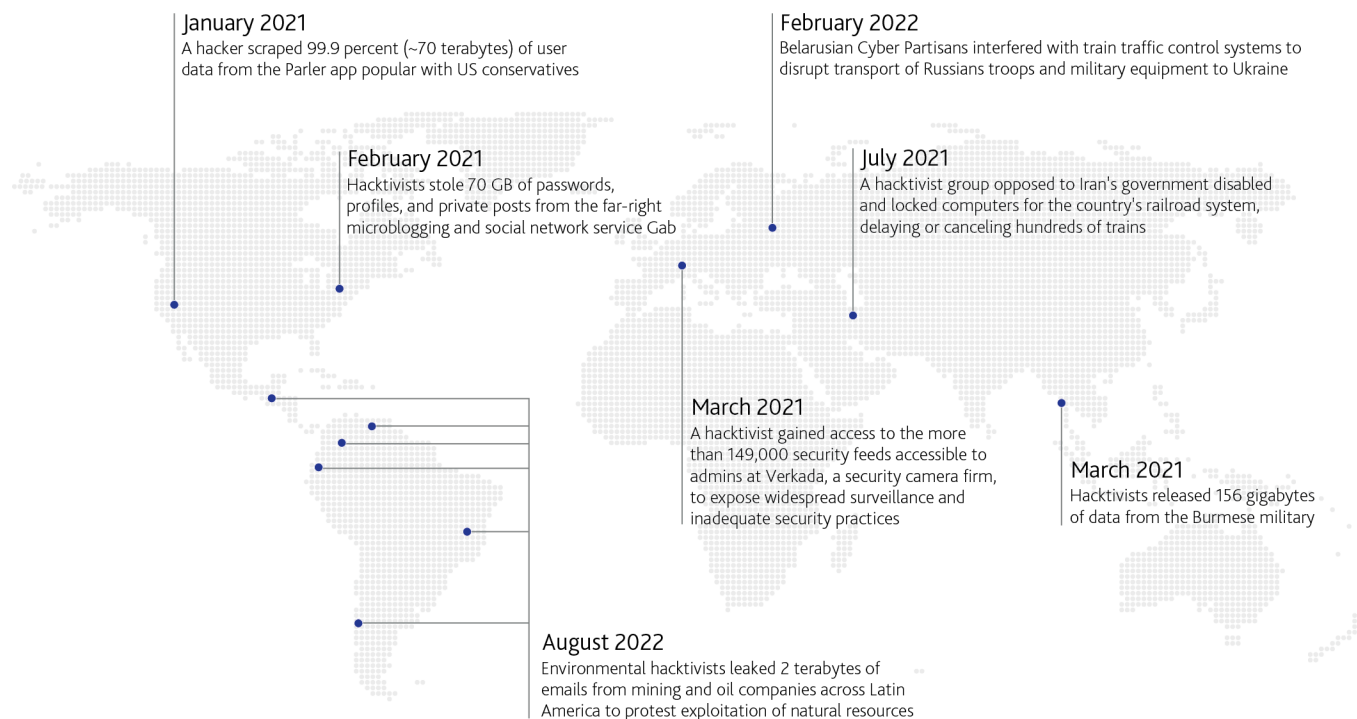 January 2021
A hacker scraped 99.9 percent (~70 terabytes) of user
data from the Parler app popular with US conservatives
February 2022
Belarusian Cyber Partisans interfered with train traffic control systems to
disrupt transport of Russians troops and military equipment to Ukraine
February 2021
Hacktivists stole 70 GB of passwords,
profiles, and private posts from the far-right
microblogging and social network service Gab
July 2021
A hacktivist group opposed to Iran's government disabled
and locked computers for the country's railroad system,
delaying or canceling hundreds of trains
March 2021
A hacktivist gained access to the more
than 149,000 security feeds accessible to
admins at Verkada, a security camera firm,
to expose widespread surveillance and
inadequate security practices
March 2021
Hacktivists released 156 gigabytes
of data from the Burmese military
August 2022
Environmental hacktivists leaked 2 terabytes of
emails from mining and oil companies across Latin
America to protest exploitation of natural resources